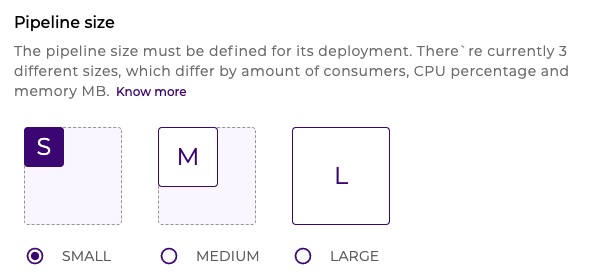 Pipeline size
The pipeline size must be defined for its deployment. There`re currently 3
different sizes, which differ by amount of consumers, CPU percentage and
memory MB. Know more
S
M
L
SMALL
MEDIUM
LARGE